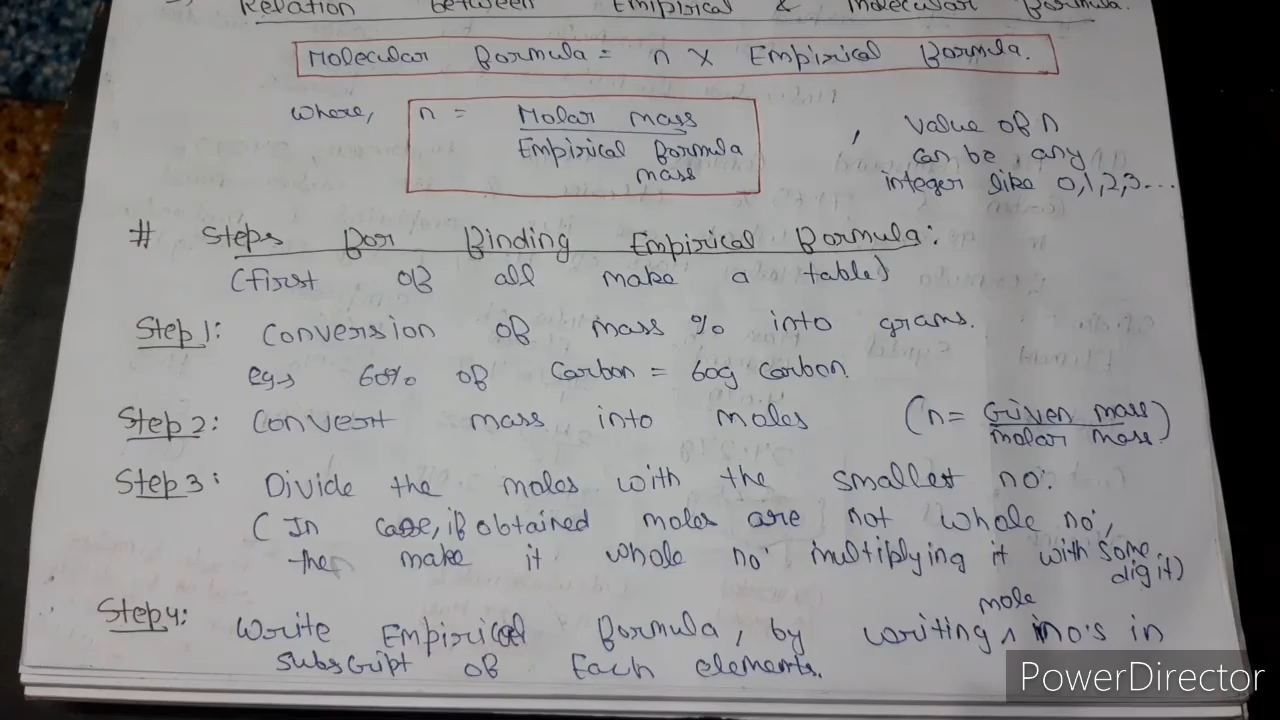 Relation between Empirical & Molecular Formula.
Molecular Formula = n X Empirical Formula.
where, n = Molar mass
Empirical Formula
mass
, value of n
can be any
integer like 0,1,2,3...
# Steps For Finding Empirical Formula:
(first of all make a table)
Step 1: Conversion of mass % into grams.
eg→ 60% of Carbon = 60g Carbon.
Step 2: Convert mass into moles (n= Given mass
molar mass)
Step 3: Divide the moles with the smallest no.
(In case, if obtained moles are not whole no.,
then make it whole no. multiplying it with some
digit)
mole
Step 4: Write Empirical Formula, by writing ^ no's in
subscript of Each elements.
PowerDirector